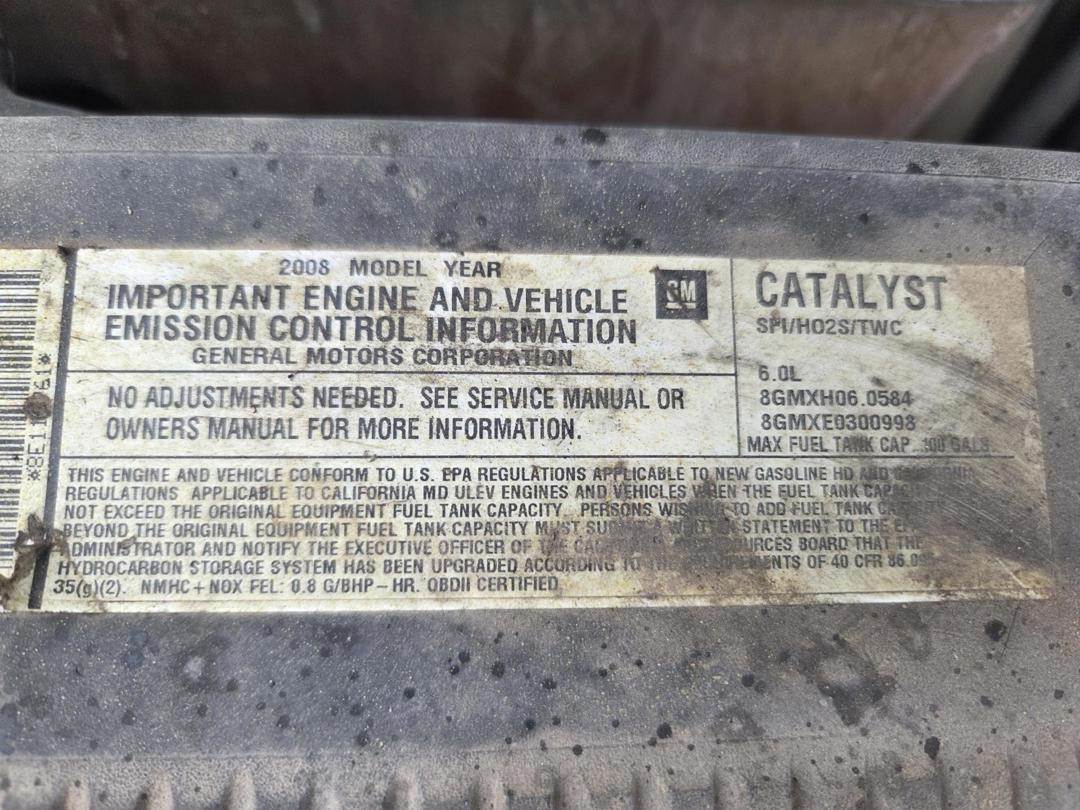 2008 MODEL YEAR
IMPORTANT ENGINE AND VEHICLE
EMISSION CONTROL INFORMATION
GENERAL MOTORS CORPORATION
GM
NO ADJUSTMENTS NEEDED. SEE SERVICE MANUAL OR
OWNERS MANUAL FOR MORE INFORMATION.
CATALYST
SPI/HO2S/TWC
6.0L
8GMXH06.0584
8GMXE0300998
MAX FUEL TANK CAP. 100 GALS
THIS ENGINE AND VEHICLE CONFORM TO U.S. EPA REGULATIONS APPLICABLE TO NEW GASOLINE HD AND
REGULATIONS APPLICABLE TO CALIFORNIA MD ULEV ENGINES AND VEHICLES WHEN THE FUEL TANK
NOT EXCEED THE ORIGINAL EQUIPMENT FUEL TANK CAPACITY. PERSONS WISHING TO ADD FUEL TANK
BEYOND THE ORIGINAL EQUIPMENT FUEL TANK CAPACITY MUST SUBMIT A WRITTEN STATEMENT TO THE
ADMINISTRATOR AND NOTIFY THE EXECUTIVE OFFICER OF THE BOARD THAT THE
HYDROCARBON STORAGE SYSTEM HAS BEEN UPGRADED ACCORDING TO OF 40 CFR
35(g)(2). NMHC+NOX FEL: 0.8 G/BHP-HR. OBDII CERTIFIED.